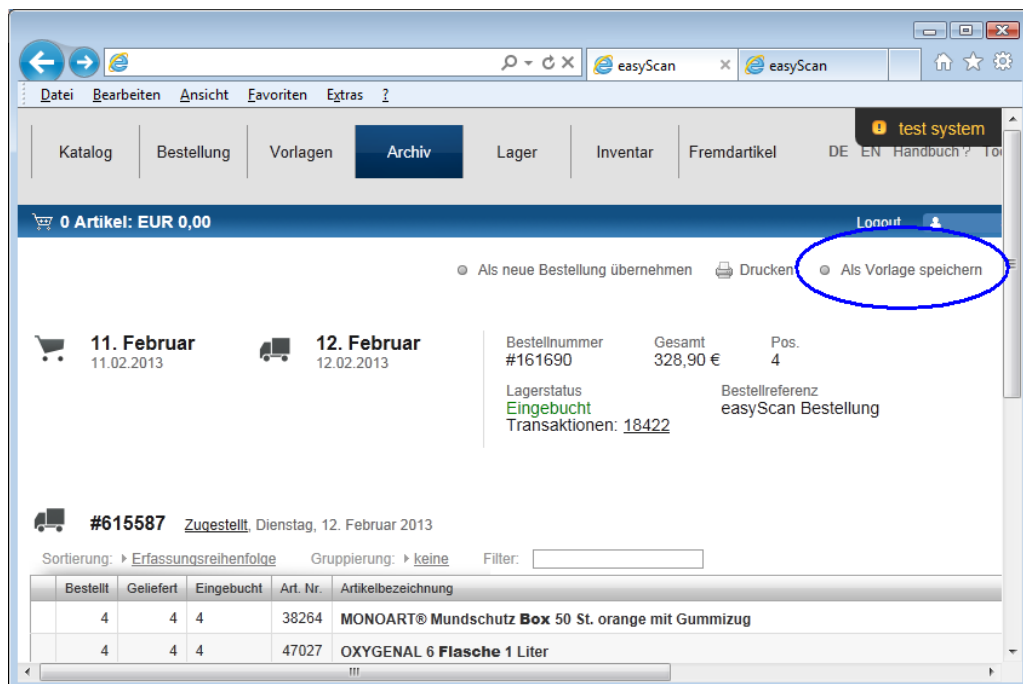 easyScan easyScan
Datei Bearbeiten Ansicht Favoriten Extras ?
test system
Katalog Bestellung Vorlagen Archiv Lager Inventar Fremdartikel DE EN Handbuch ?
0 Artikel: EUR 0,00 Logout
Als neue Bestellung übernehmen Drucken Als Vorlage speichern
11. Februar 12. Februar Bestellnummer Gesamt Pos.
11.02.2013 12.02.2013 #161690 328,90 € 4
Lagerstatus Bestellreferenz
Eingebucht easyScan Bestellung
Transaktionen: 18422
#615587 Zugestellt, Dienstag, 12. Februar 2013
Sortierung: Erfassungsreihenfolge Gruppierung: keine Filter:
Bestellt Geliefert Eingebucht Art. Nr. Artikelbezeichnung
4 4 4 38264 MONOART® Mundschutz Box 50 St. orange mit Gummizug
4 4 4 47027 OXYGENAL 6 Flasche 1 Liter